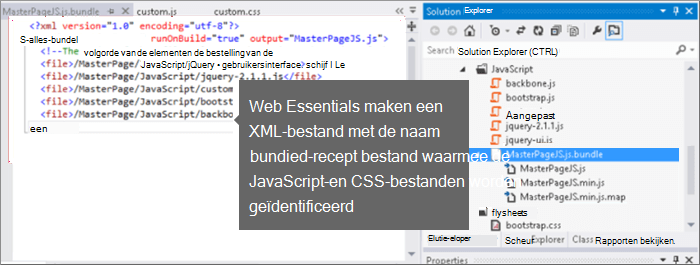 MasterPageJS.js.bundle
custom.js
custom.css
<?xml version="1.0" encoding="utf-8"?>
S-alles-bundel runOnBuild="true" output="MasterPageJS.js">
<!--The volgorde van de elementen de bestelling van de
<file>/MasterPage/ JavaScript/jQuery • gebruikersinterface> schijf l Le
<file>/MasterPage/JavaScript/jquery-2.1.1.js</file>
<file>/MasterPage/JavaScript/custom
<file>/MasterPage/JavaScript/bootst
<file>/MasterPage/JavaScript/backbo
een
Web Essentials maken een
XML-bestand met de naam
bundied-recept bestand waarmee de
JavaScript-en CSS-bestanden worden
geïdentificeerd
Solution Explorer
Search Solution Explorer (CTRL)
JavaScript
backbone.js
bootstrap.js
Aangepast
jquery-2.1.1.js
jquery-ui.js
MasterPageJS.js.bundle
MasterPageJS.js
MasterPageJS.min.js
MasterPageJS.min.js.map
flysheets
bootstrap.css
Elutie-eloper
Scheuf Explorer
Class
Rapporten bekijken.
Properties